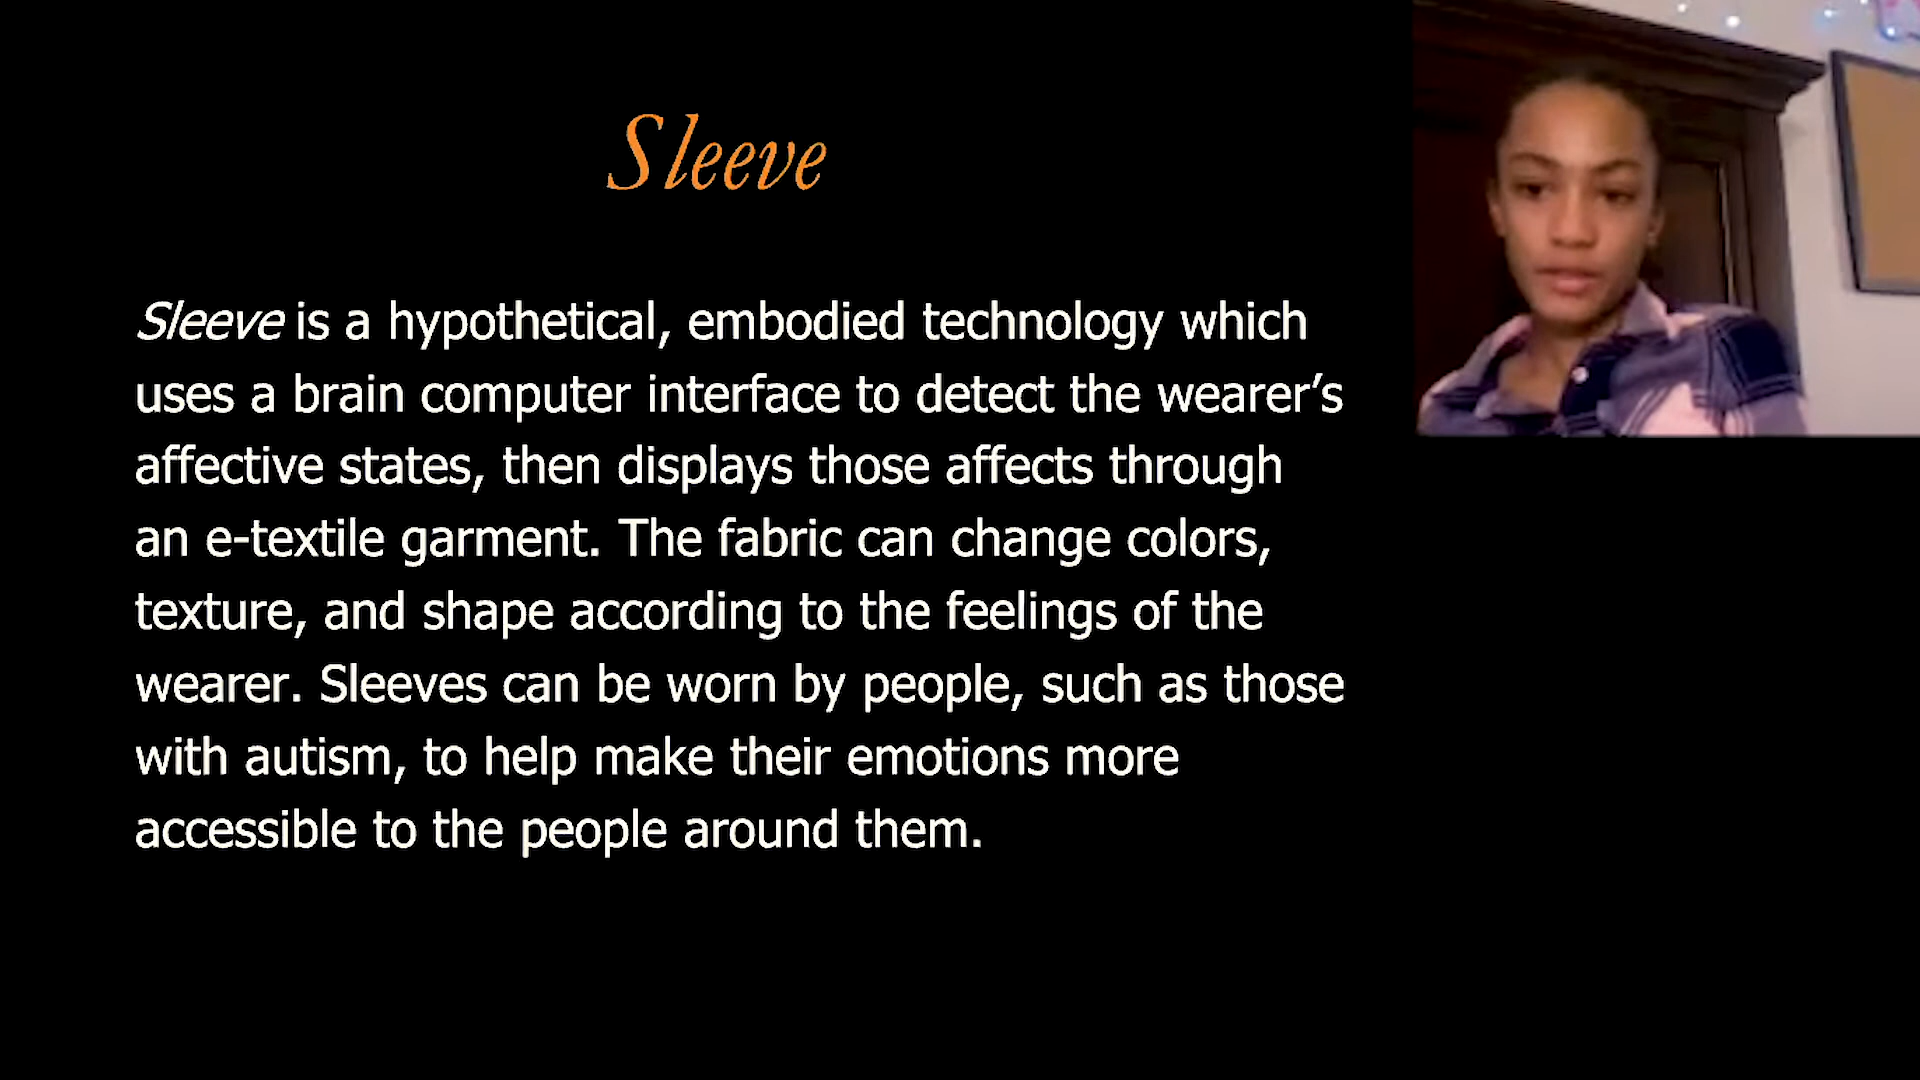 Sleeve
Sleeve is a hypothetical, embodied technology which
uses a brain computer interface to detect the wearer’s
affective states, then displays those affects through
an e-textile garment. The fabric can change colors,
texture, and shape according to the feelings of the
wearer. Sleeves can be worn by people, such as those
with autism, to help make their emotions more
accessible to the people around them.